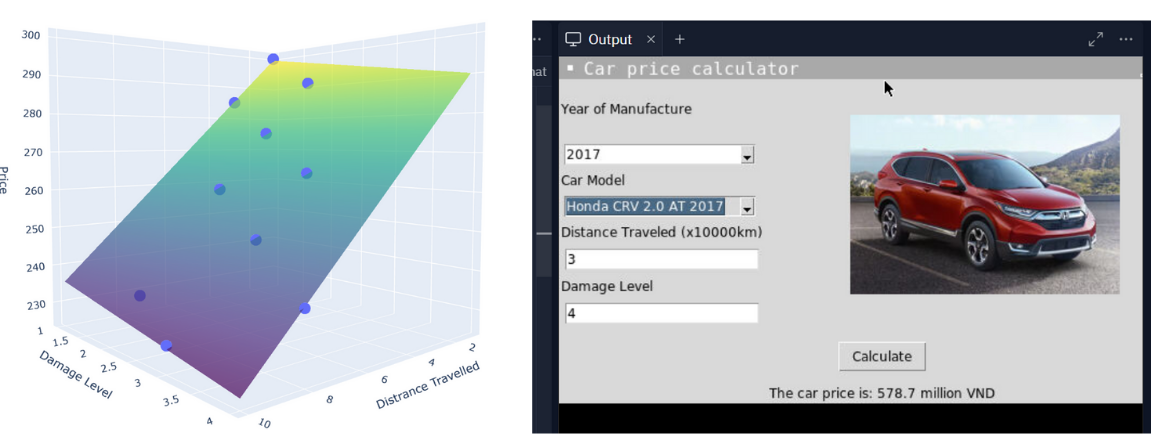 300
290
280
270
260
250
240
230
Price
1
1.5
2
2.5
3
3.5
4
Damage Level
2
4
6
8
10
Distrance Travelled
Output × +
nat
Car price calculator
Year of Manufacture
2017
Car Model
Honda CRV 2.0 AT 2017
Distance Traveled (x10000km)
3
Damage Level
4
Calculate
The car price is: 578.7 million VND